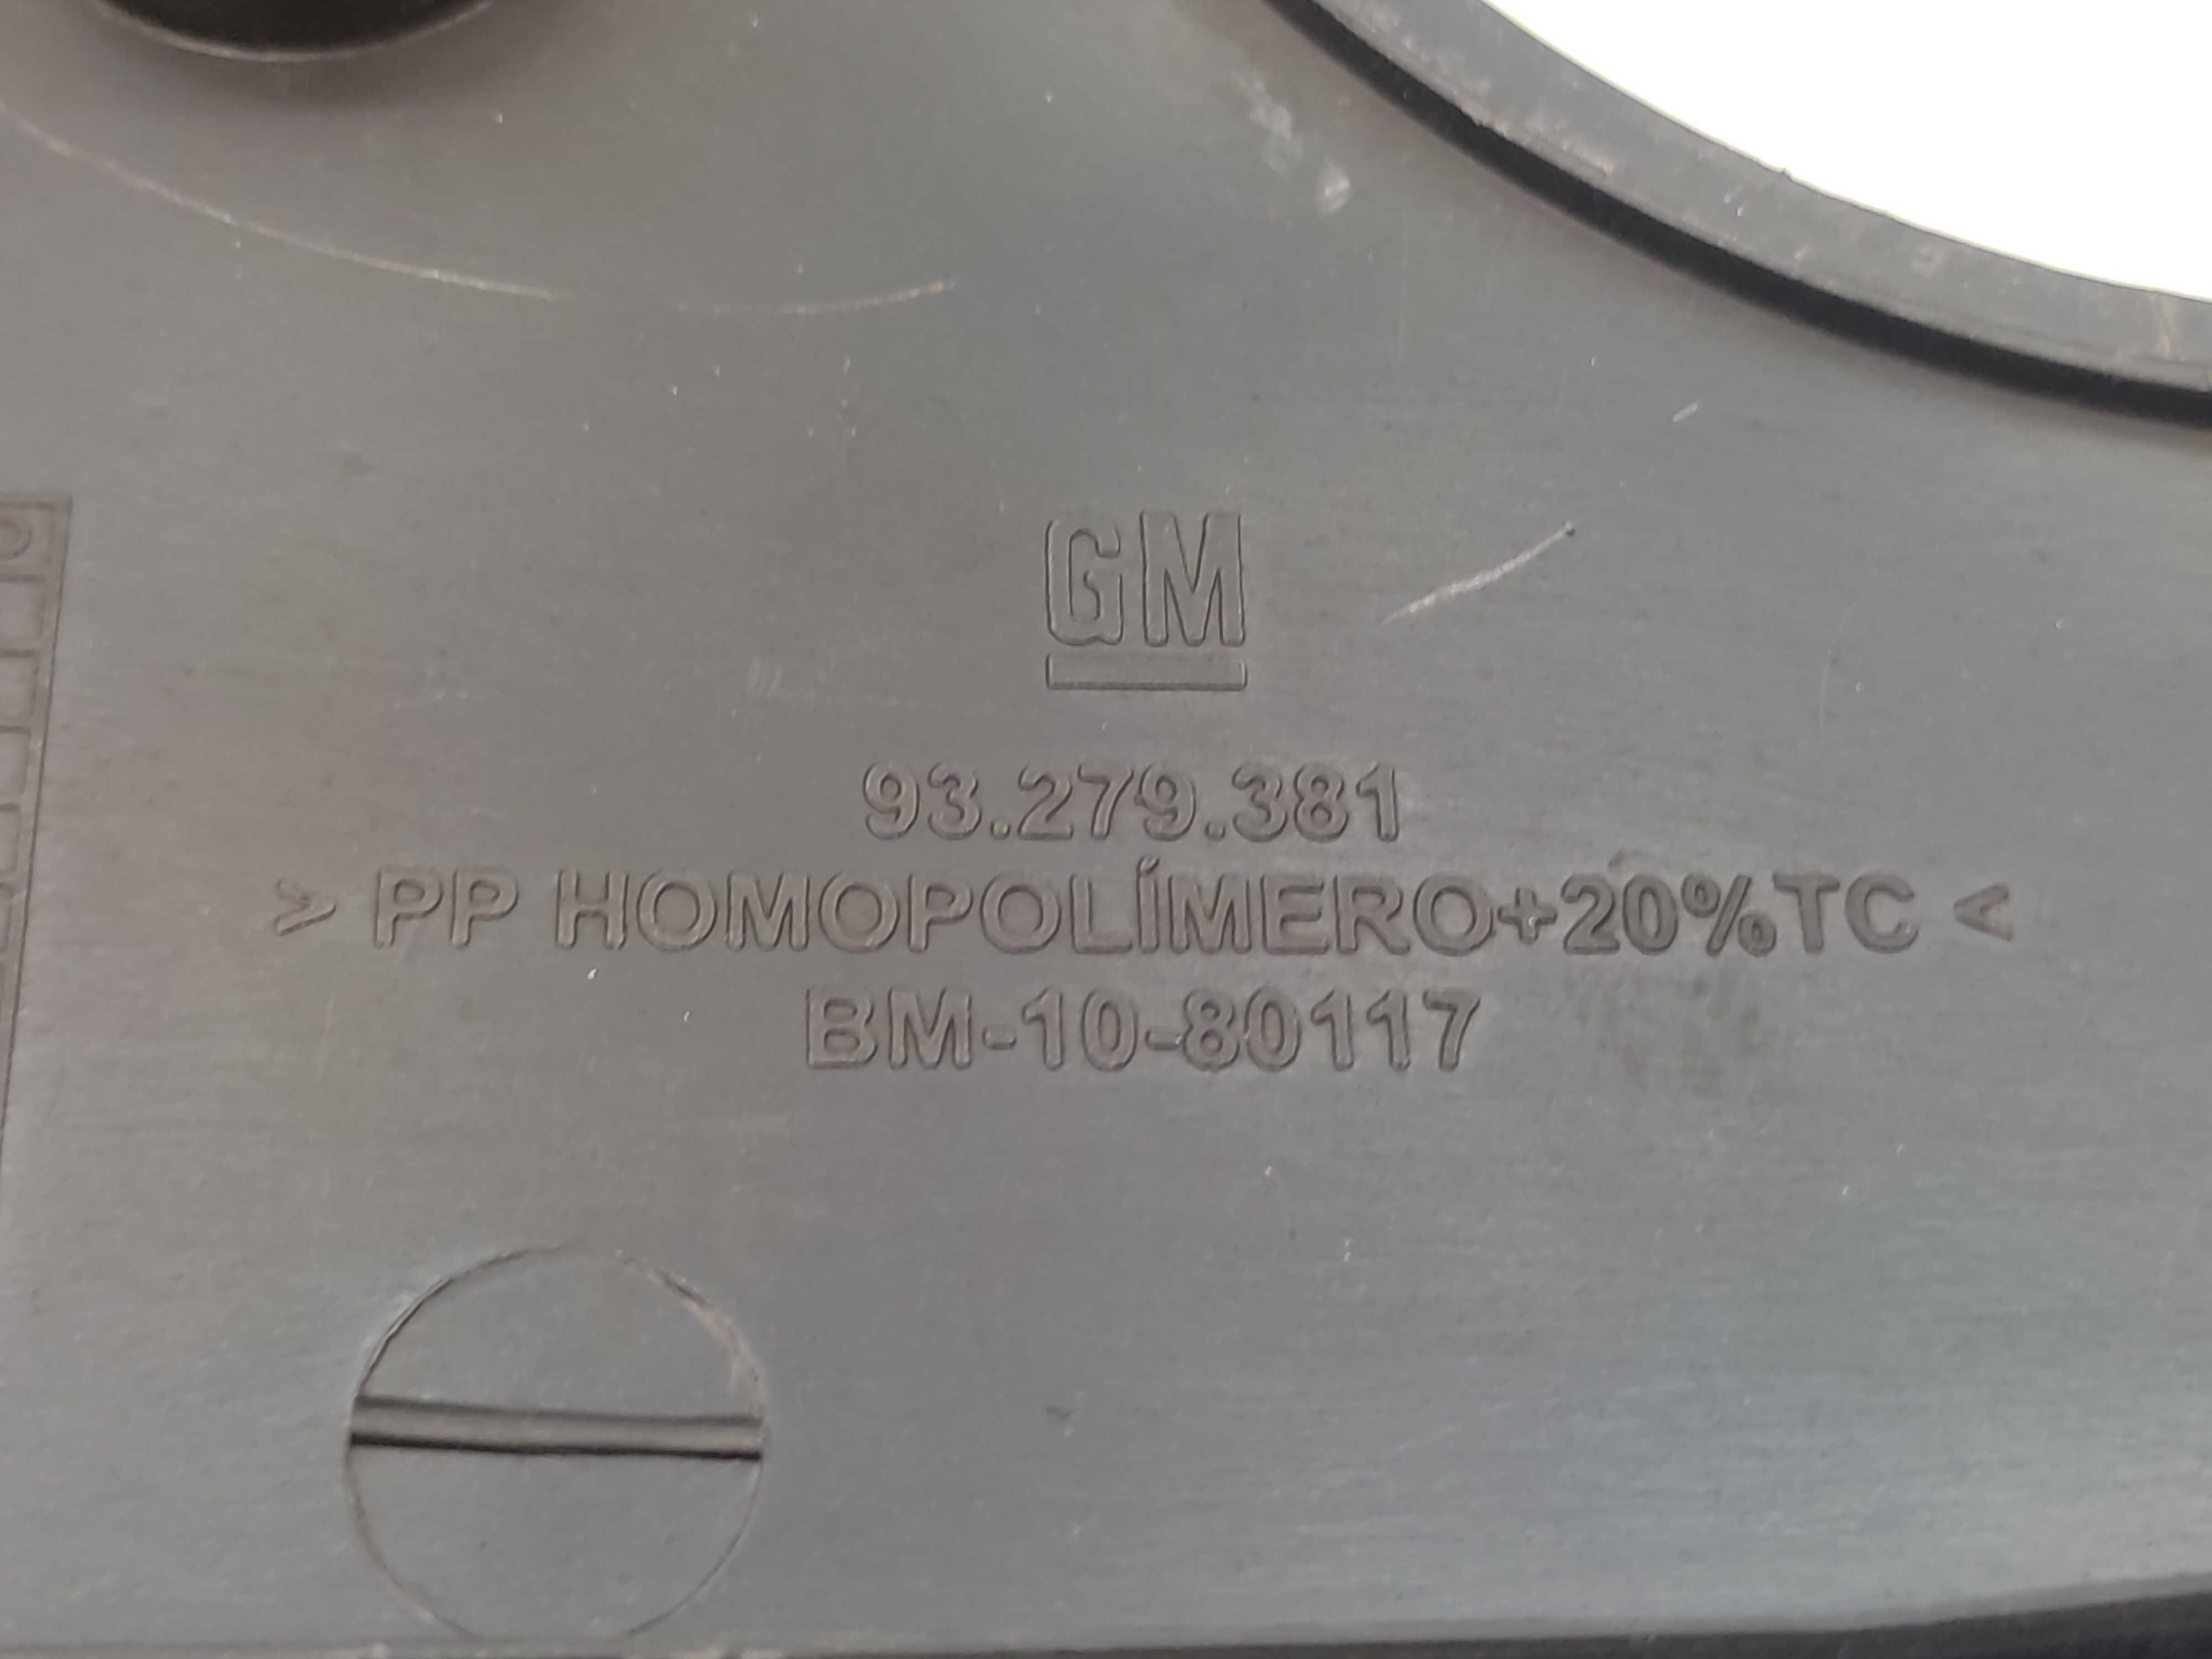 GM
93.279.381
> PP HOMOPOLÍMERO+20%TC <
BM-10-80117